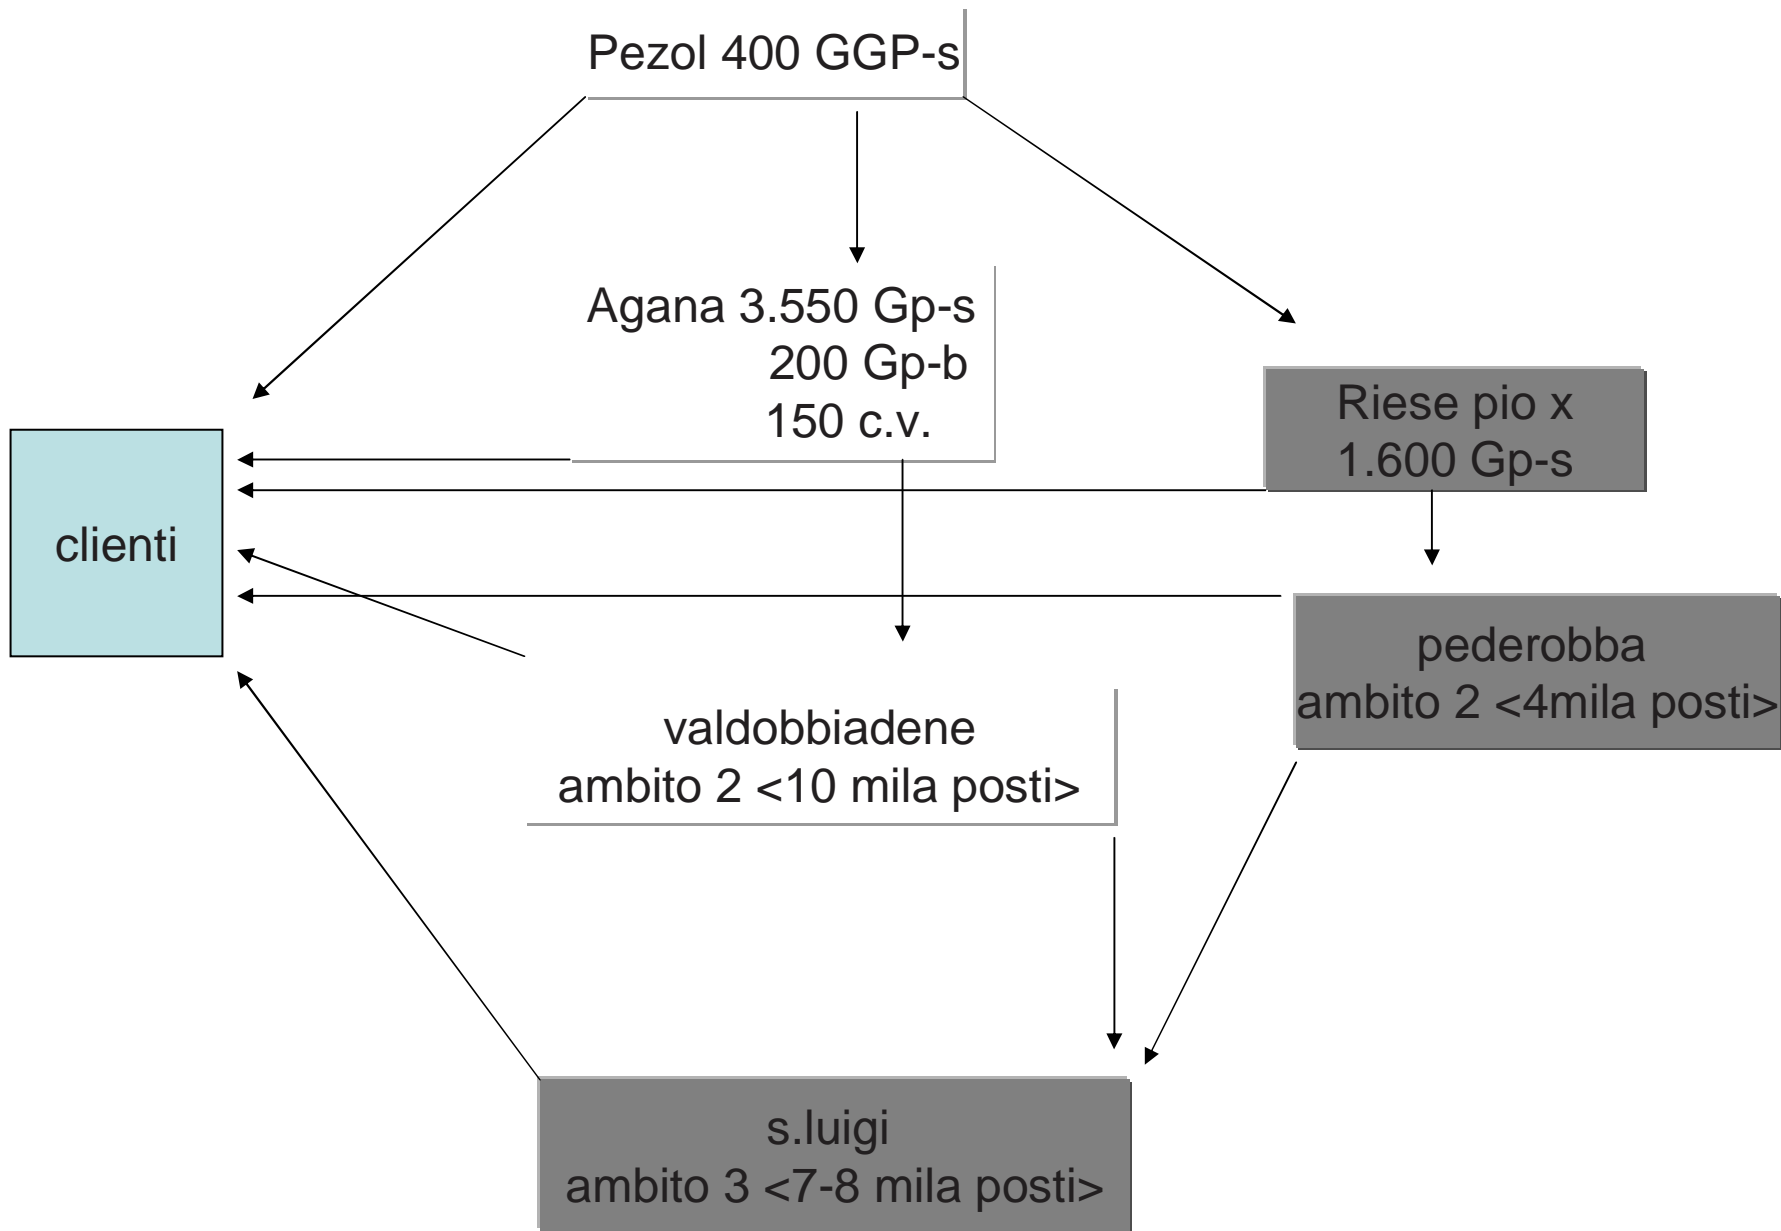 Pezol 400 GGP-s
Agana 3.550 Gp-s
200 Gp-b
150 c.v.
Riese pio x
1.600 Gp-s
clienti
pederobba
ambito 2 <4mila posti>
valdobbiadene
ambito 2 <10 mila posti>
s.luigi
ambito 3 <7-8 mila posti>